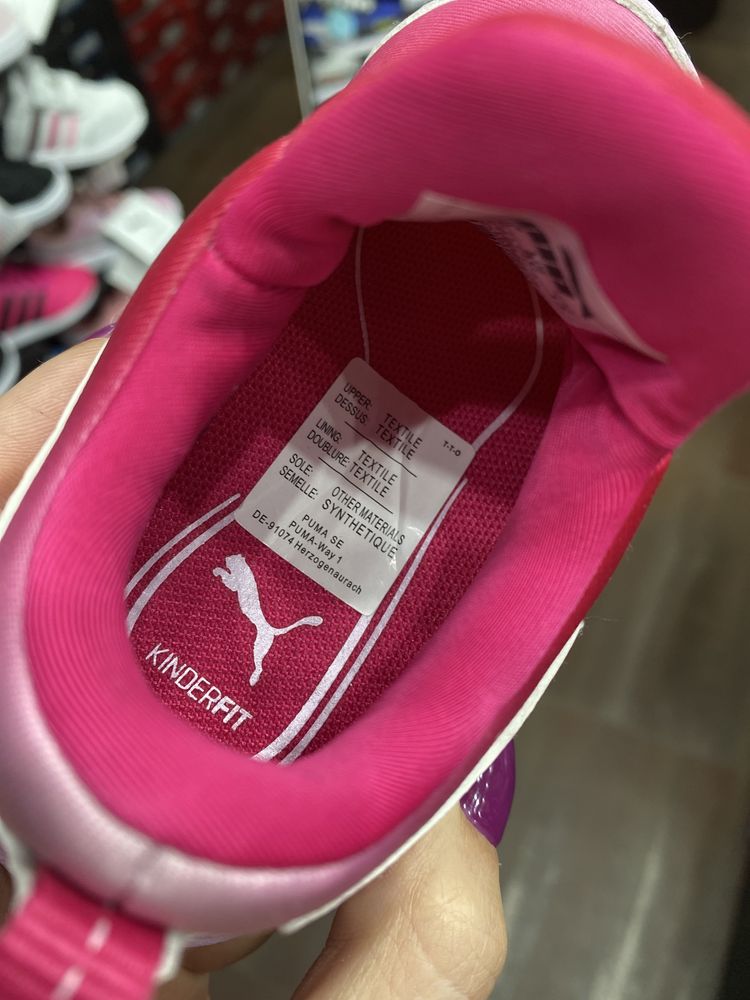 UPPER: TEXTILE T-T-O
DESSUS: TEXTILE
LINING: TEXTILE
DOUBLURE: TEXTILE
SOLE: OTHER MATERIALS
SEMELLE: SYNTHETIQUE
PUMA SE
PUMA-Way 1
DE-91074 Herzogenaurach
KINDERFIT